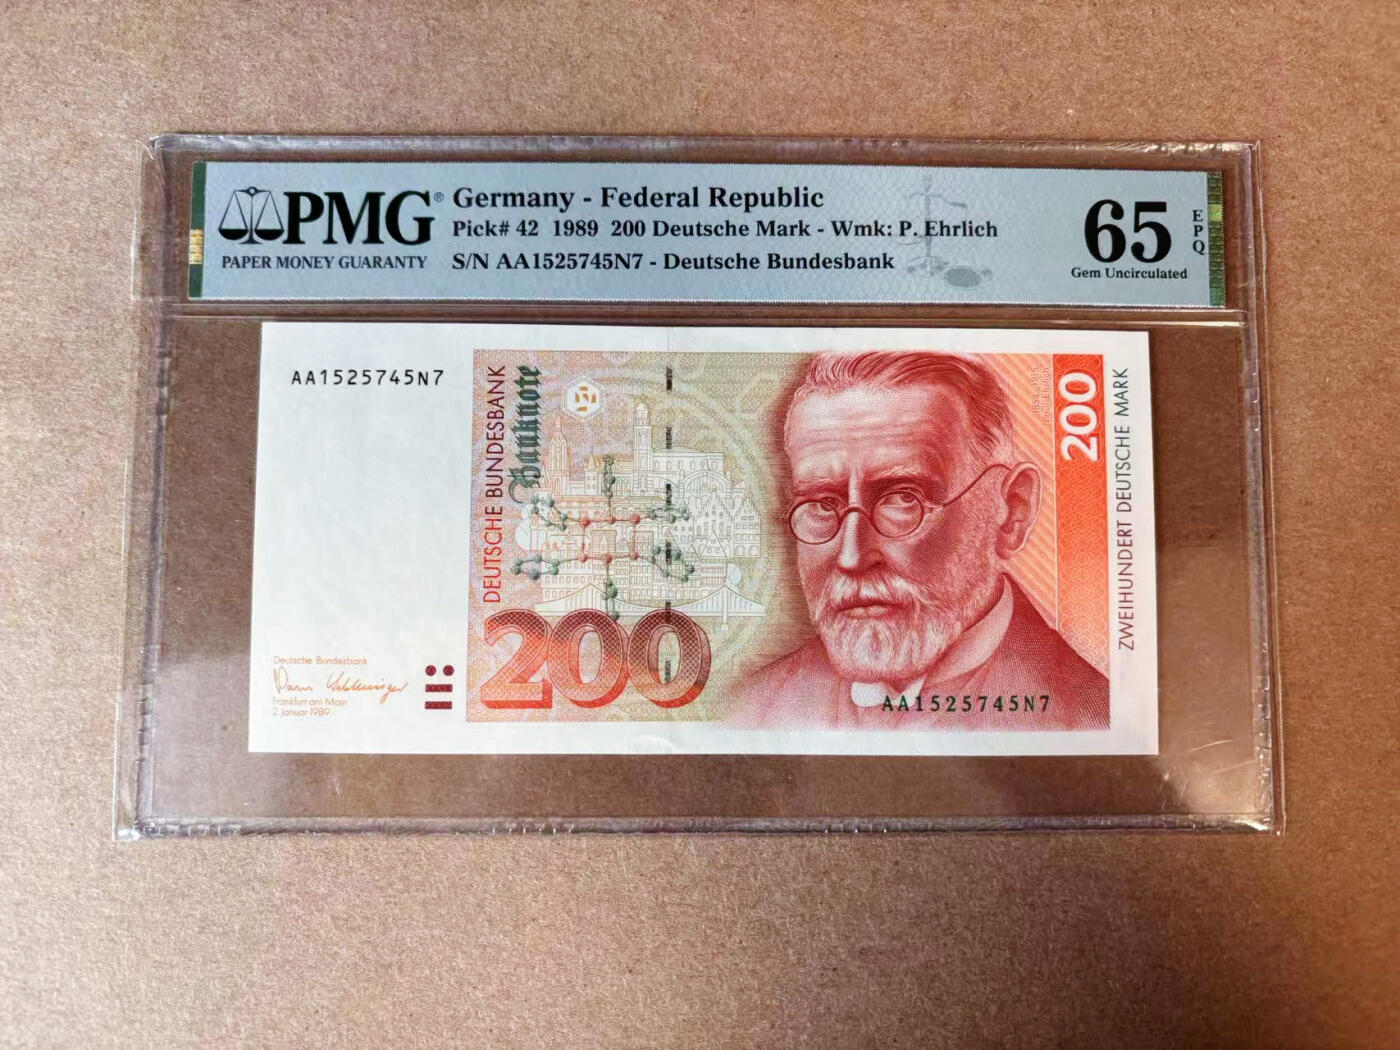 PMG®
PAPER MONEY GUARANTY
Germany - Federal Republic
Pick# 42 1989 200 Deutsche Mark - Wmk: P. Ehrlich
S/N AA1525745N7 - Deutsche Bundesbank
65
EPQ
Gem Uncirculated
AA1525745N7
DEUTSCHE BUNDESBANK
Banknote
200
ZWEIHUNDERT DEUTSCHE MARK
200
AA1525745N7
Deutsche Bundesbank
Frankfurt am Main
2. Januar 1989